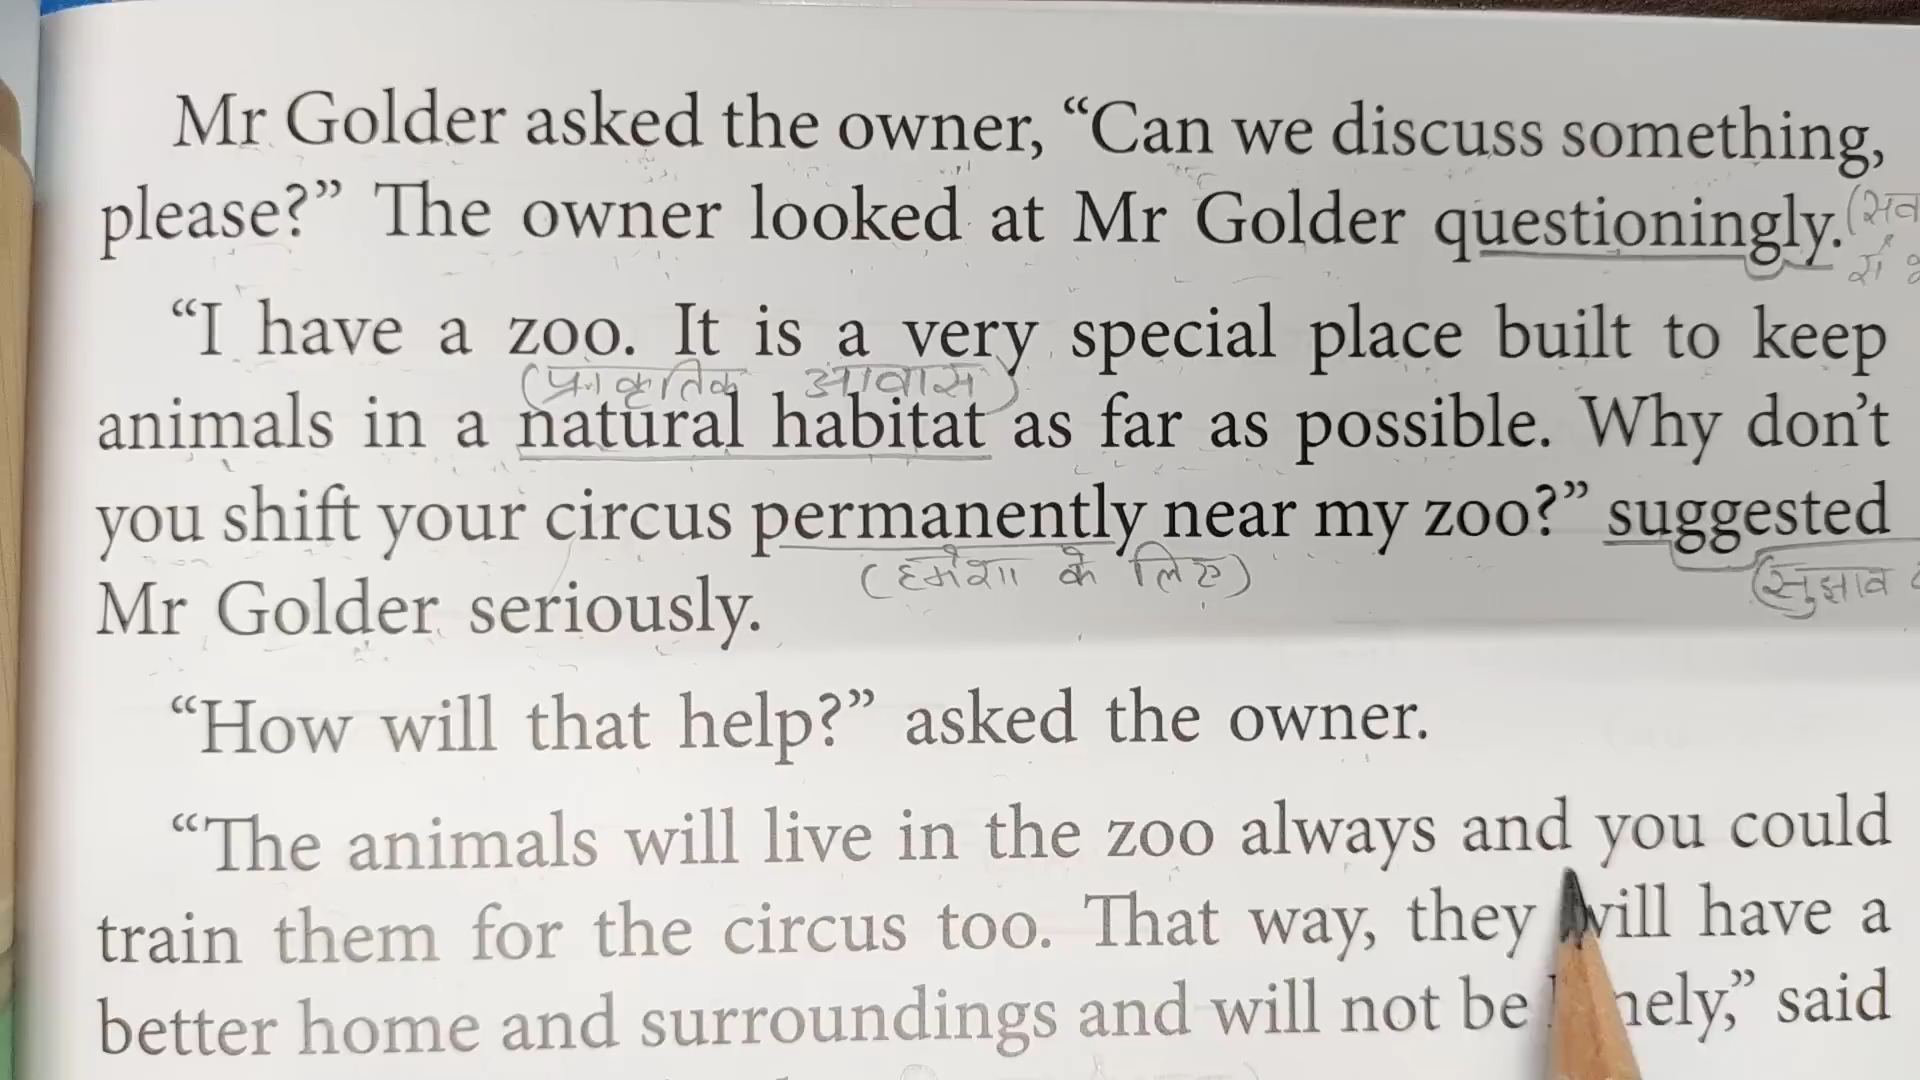 Mr Golder asked the owner, “Can we discuss something,
please?” The owner looked at Mr Golder questioningly.
“I have a zoo. It is a very special place built to keep
(प्राकृतिक आवास)
animals in a natural habitat as far as possible. Why don’t
you shift your circus permanently near my zoo?” suggested
(हमेशा के लिए) (सुझाव
Mr Golder seriously.
“How will that help?” asked the owner.
“The animals will live in the zoo always and you could
train them for the circus too. That way, they will have a
better home and surroundings and will not be lonely,” said